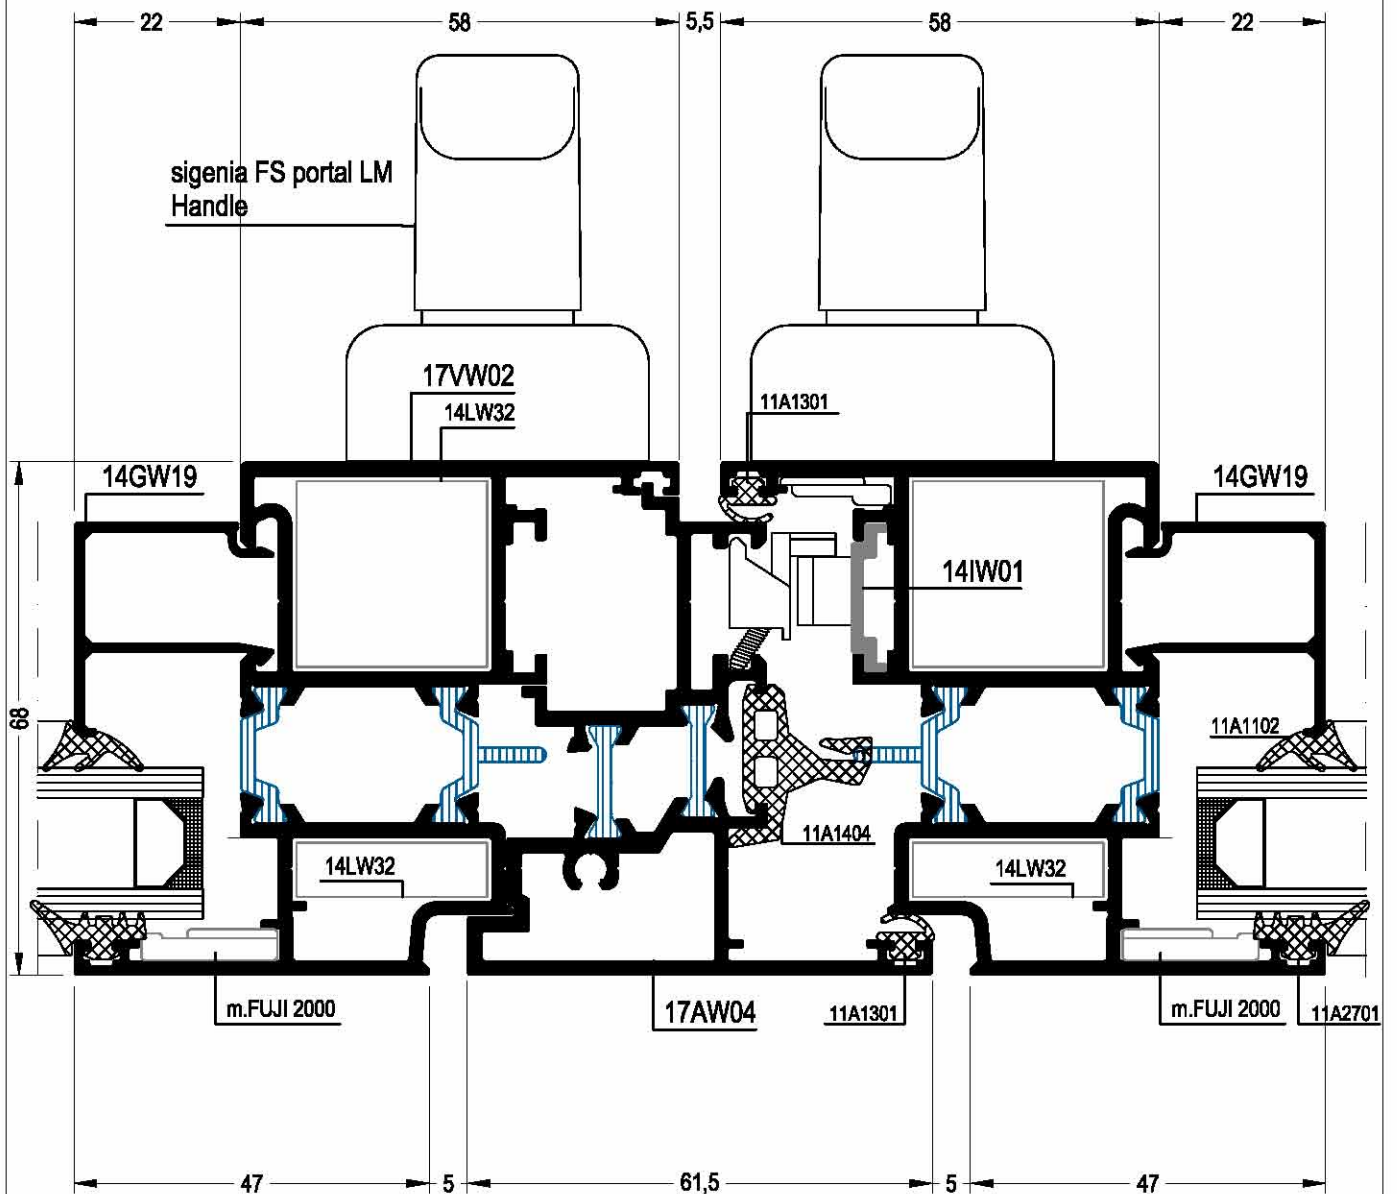 22
58
5,5
58
22
sigenia FS portal LM
Handle
17VW02
14LW32
11A1301
14GW19
14GW19
14IW01
68
11A1102
11A1404
14LW32
14LW32
m.FUJI 2000
17AW04
11A1301
m.FUJI 2000
11A2701
47
5
61,5
5
47